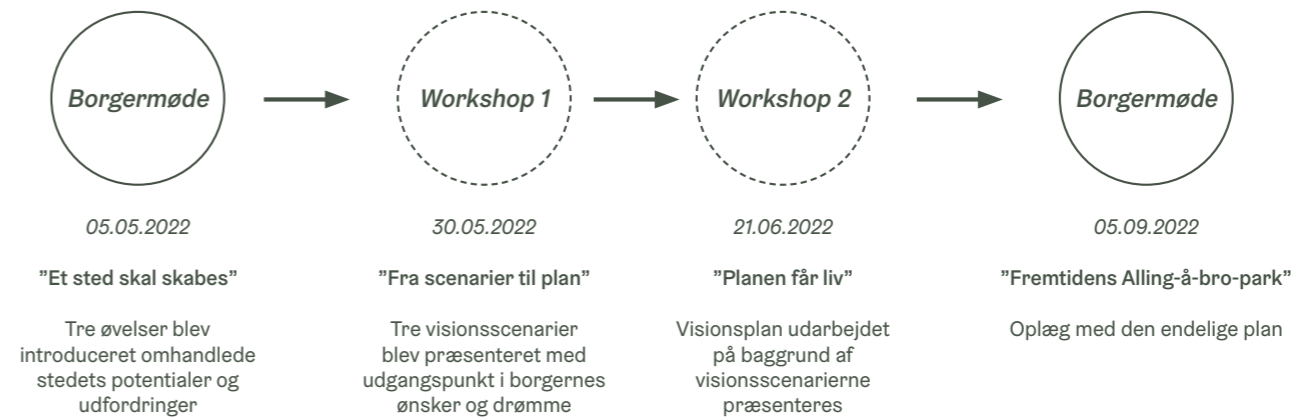 Borgermøde
Workshop 1
Workshop 2
Borgermøde
05.05.2022
30.05.2022
21.06.2022
05.09.2022
”Et sted skal skabes”
”Fra scenarier til plan”
”Planen får liv”
”Fremtidens Alling-å-bro-park”
Tre øvelser blev
introduceret omhandlede
stedets potentialer og
udfordringer
Tre visionsscenarier
blev præsenteret med
udgangspunkt i borgernes
ønsker og drømme
Visionsplan udarbejdet
på baggrund af
visionsscenarierne
præsenteres
Oplæg med den endelige plan